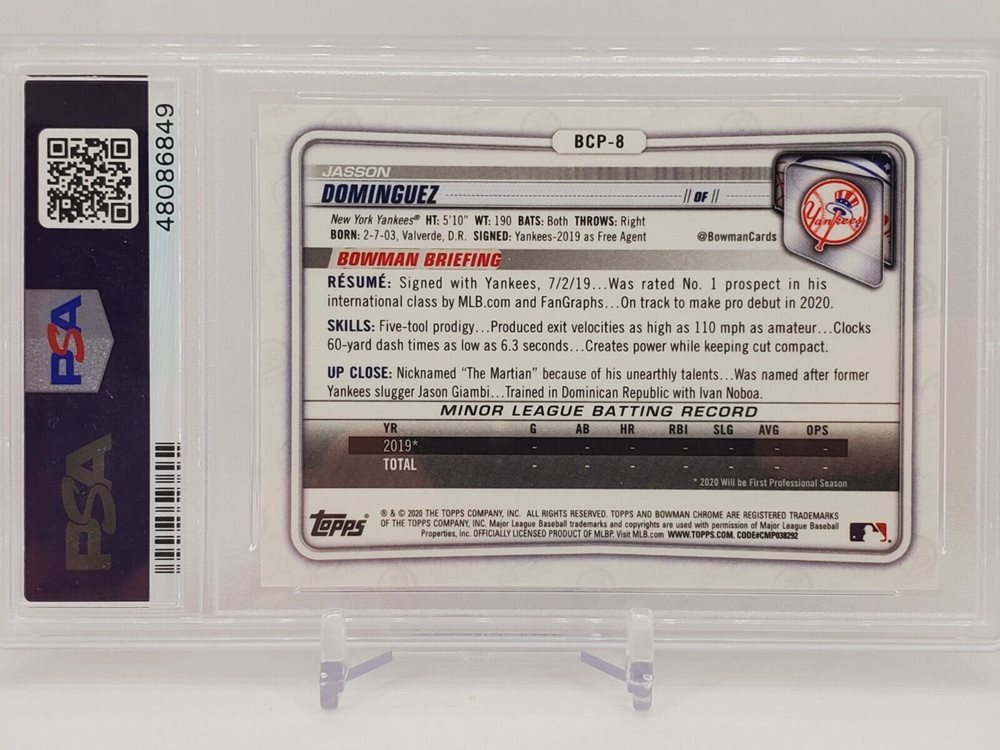 48086849
PSA
PSA
BCP-8
JASSON
DOMINGUEZ
// OF //
Yankees
New York Yankees® HT: 5'10" WT: 190 BATS: Both THROWS: Right
BORN: 2-7-03, Valverde, D.R. SIGNED: Yankees-2019 as Free Agent
@BowmanCards
BOWMAN BRIEFING
RÉSUMÉ: Signed with Yankees, 7/2/19...Was rated No. 1 prospect in his
international class by MLB.com and FanGraphs...On track to make pro debut in 2020.
SKILLS: Five-tool prodigy...Produced exit velocities as high as 110 mph as amateur...Clocks
60-yard dash times as low as 6.3 seconds...Creates power while keeping cut compact.
UP CLOSE: Nicknamed "The Martian" because of his unearthly talents...Was named after former
Yankees slugger Jason Giambi...Trained in Dominican Republic with Ivan Noboa.
MINOR LEAGUE BATTING RECORD
YR G AB HR RBI SLG AVG OPS
2019* - - - - - - -
TOTAL - - - - - - -
* 2020 Will be First Professional Season
Topps
® & © 2020 THE TOPPS COMPANY, INC. ALL RIGHTS RESERVED. TOPPS AND BOWMAN CHROME ARE REGISTERED TRADEMARKS
OF THE TOPPS COMPANY, INC. Major League Baseball trademarks and copyrights are used with permission of Major League Baseball
Properties, Inc. OFFICIALLY LICENSED PRODUCT OF MLBP. Visit MLB.com WWW.TOPPS.COM. CODE#CMP038292